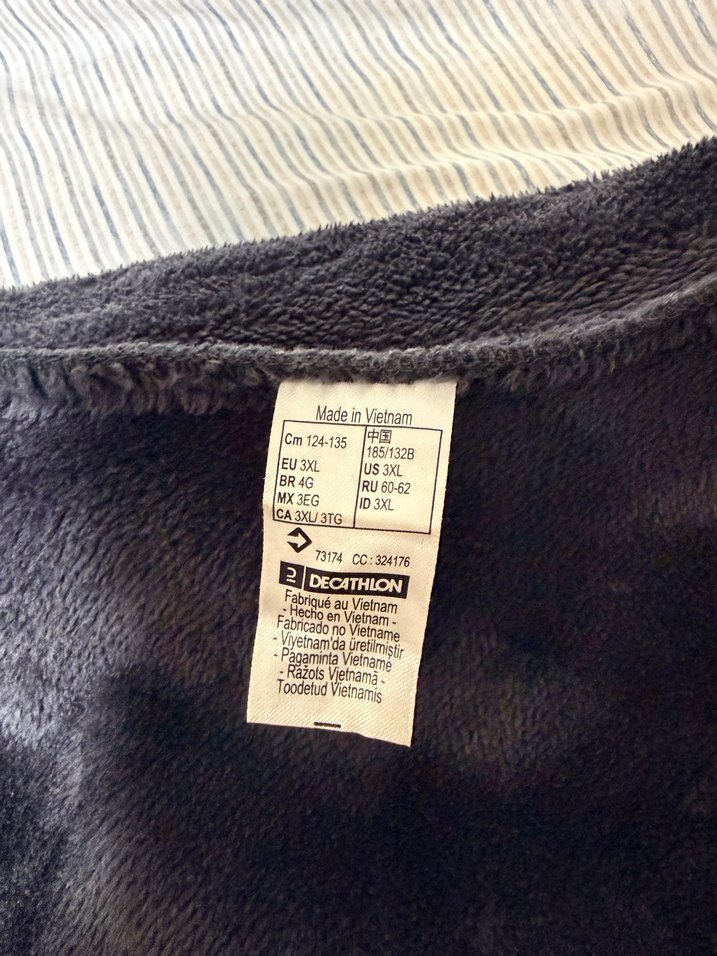 Made in Vietnam
Cm 124-135
EU 3XL
BR 4G
MX 3EG
CA 3XL/ 3TG
中国
185/132B
US 3XL
RU 60-62
ID 3XL
73174 CC : 324176
DECATHLON
Fabriqué au Vietnam
- Hecho en Vietnam -
Fabricado no Vietname
- Viyetnam'da üretilmiştir
- Pagaminta Vietname
- Ražots Vjetnamā -
Toodetud Vietnamis